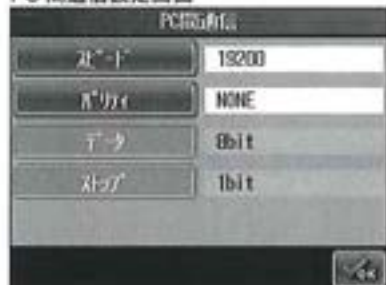 ｽﾋﾟｰﾄﾞ 19200
ﾊﾟﾘﾃｨ NONE
ﾃﾞｰﾀ 8bit
ｽﾄｯﾌﾟ 1bit
OK